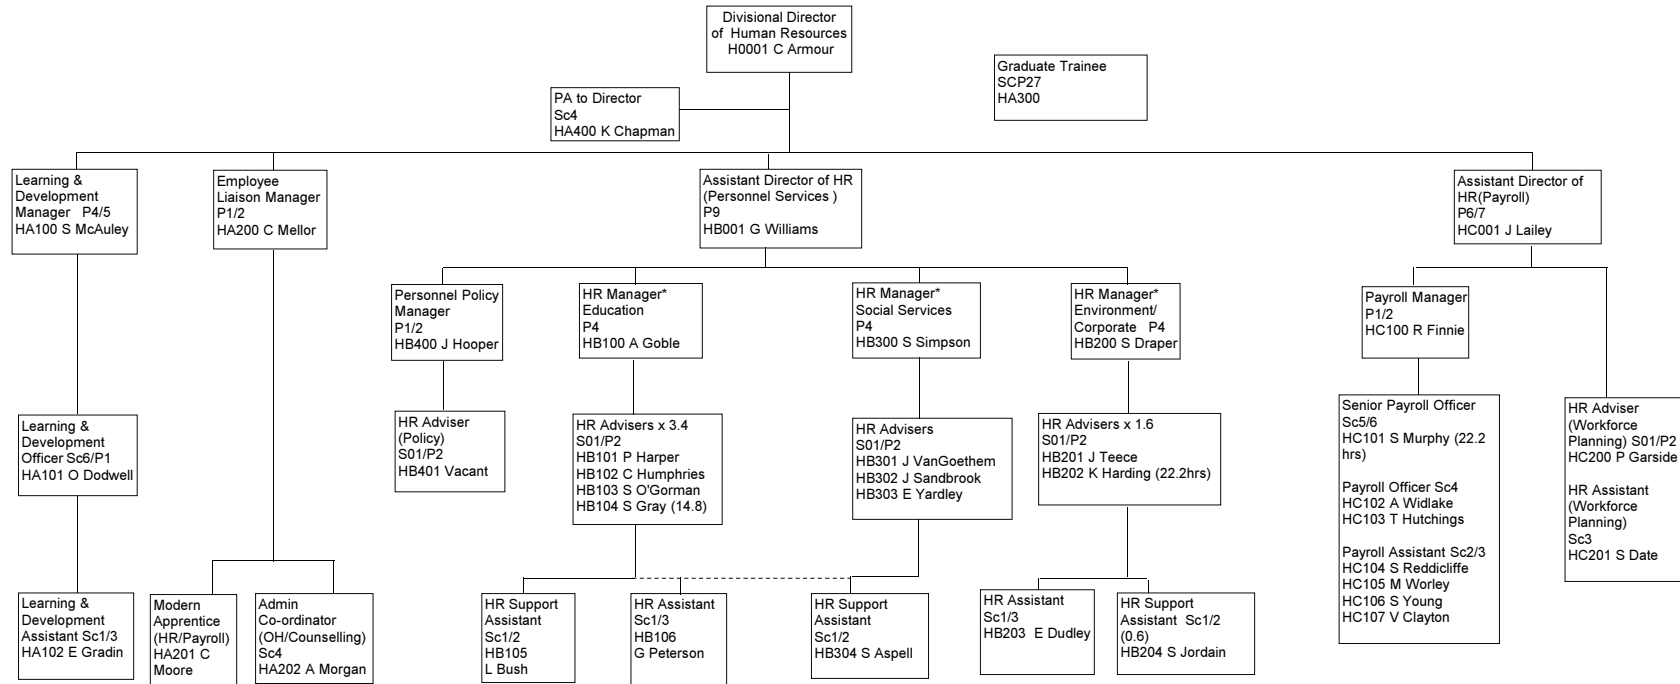 Divisional Director
of Human Resources
H0001 C Armour
Graduate Trainee
SCP27
HA300
PA to Director
Sc4
HA400 K Chapman
Learning &
Development
Manager P4/5
HA100 S McAuley
Employee
Liaison Manager
P1/2
HA200 C Mellor
Assistant Director of HR
(Personnel Services )
P9
HB001 G Williams
Assistant Director of
HR(Payroll)
P6/7
HC001 J Lailey
Personnel Policy
Manager
P1/2
HB400 J Hooper
HR Manager*
Education
P4
HB100 A Goble
HR Manager*
Social Services
P4
HB300 S Simpson
HR Manager*
Environment/
Corporate P4
HB200 S Draper
Payroll Manager
P1/2
HC100 R Finnie
Learning &
Development
Officer Sc6/P1
HA101 O Dodwell
HR Adviser
(Policy)
S01/P2
HB401 Vacant
HR Advisers x 3.4
S01/P2
HB101 P Harper
HB102 C Humphries
HB103 S O'Gorman
HB104 S Gray (14.8)
HR Advisers
S01/P2
HB301 J VanGoethem
HB302 J Sandbrook
HB303 E Yardley
HR Advisers x 1.6
S01/P2
HB201 J Teece
HB202 K Harding (22.2hrs)
Senior Payroll Officer
Sc5/6
HC101 S Murphy (22.2
hrs)
Payroll Officer Sc4
HC102 A Widlake
HC103 T Hutchings
Payroll Assistant Sc2/3
HC104 S Reddicliffe
HC105 M Worley
HC106 S Young
HC107 V Clayton
HR Adviser
(Workforce
Planning) S01/P2
HC200 P Garside
HR Assistant
(Workforce
Planning)
Sc3
HC201 S Date
Learning &
Development
Assistant Sc1/3
HA102 E Gradin
Modern
Apprentice
(HR/Payroll)
HA201 C
Moore
Admin
Co-ordinator
(OH/Counselling)
Sc4
HA202 A Morgan
HR Support
Assistant
Sc1/2
HB105
L Bush
HR Assistant
Sc1/3
HB106
G Peterson
HR Support
Assistant
Sc1/2
HB304 S Aspell
HR Assistant
Sc1/3
HB203 E Dudley
HR Support
Assistant Sc1/2
(0.6)
HB204 S Jordain